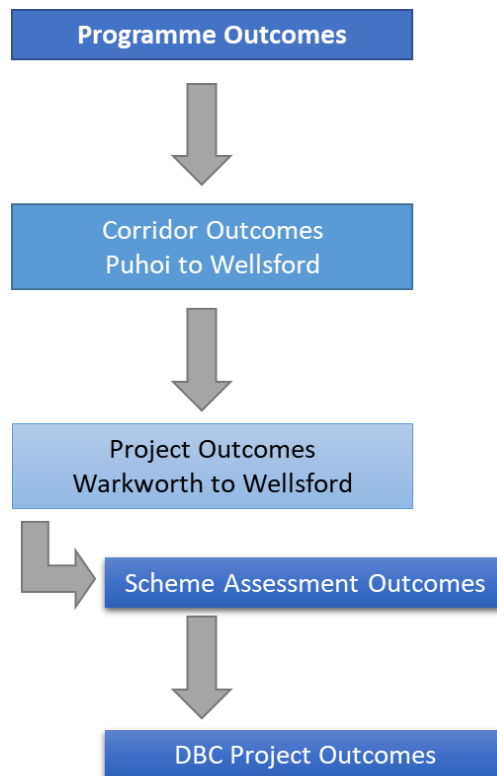 Programme Outcomes
Corridor Outcomes
Puhoi to Wellsford
Project Outcomes
Warkworth to Wellsford
Scheme Assessment Outcomes
DBC Project Outcomes